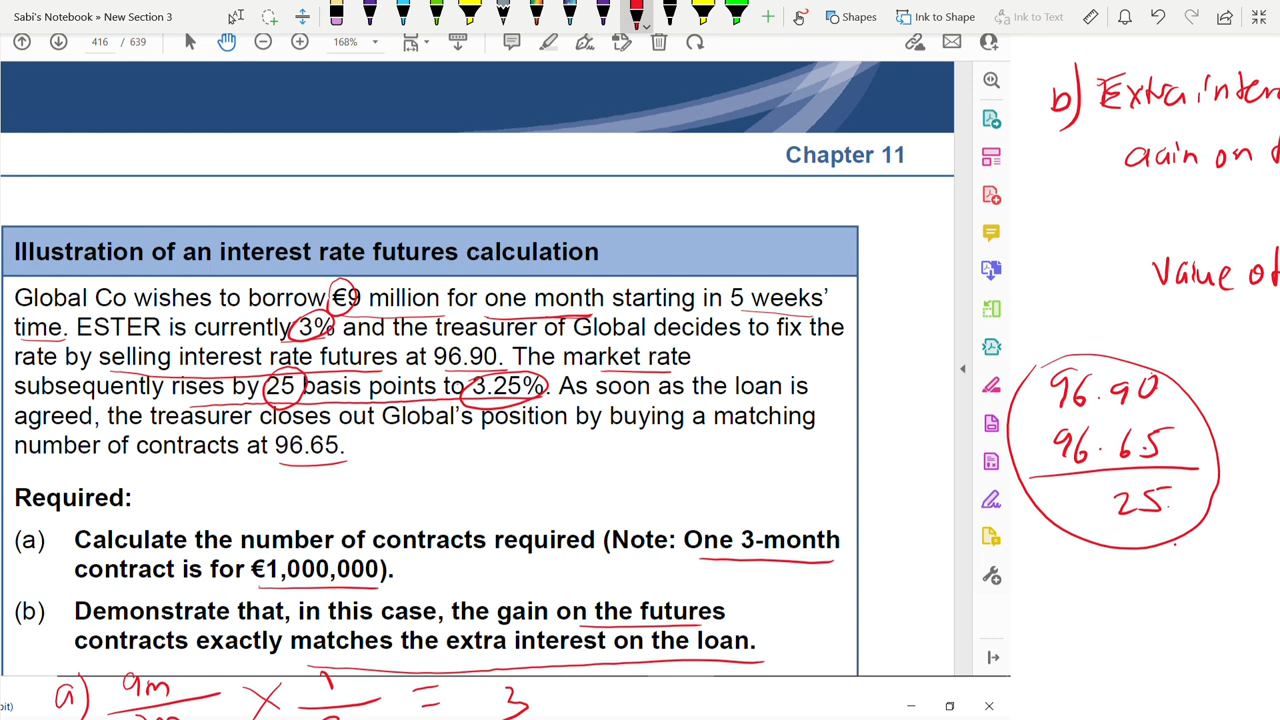 Sabi's Notebook » New Section 3
Shapes
Ink to Shape
Ink to Text
416 / 639
168%
Chapter 11
Illustration of an interest rate futures calculation
Global Co wishes to borrow €9 million for one month starting in 5 weeks'
time. ESTER is currently 3% and the treasurer of Global decides to fix the
rate by selling interest rate futures at 96.90. The market rate
subsequently rises by 25 basis points to 3.25%. As soon as the loan is
agreed, the treasurer closes out Global's position by buying a matching
number of contracts at 96.65.
Required:
(a) Calculate the number of contracts required (Note: One 3-month
contract is for €1,000,000).
(b) Demonstrate that, in this case, the gain on the futures
contracts exactly matches the extra interest on the loan.
a) 9m × 1 = 3
b) Extra inter
gain on
Value of
96.90
96.65
25